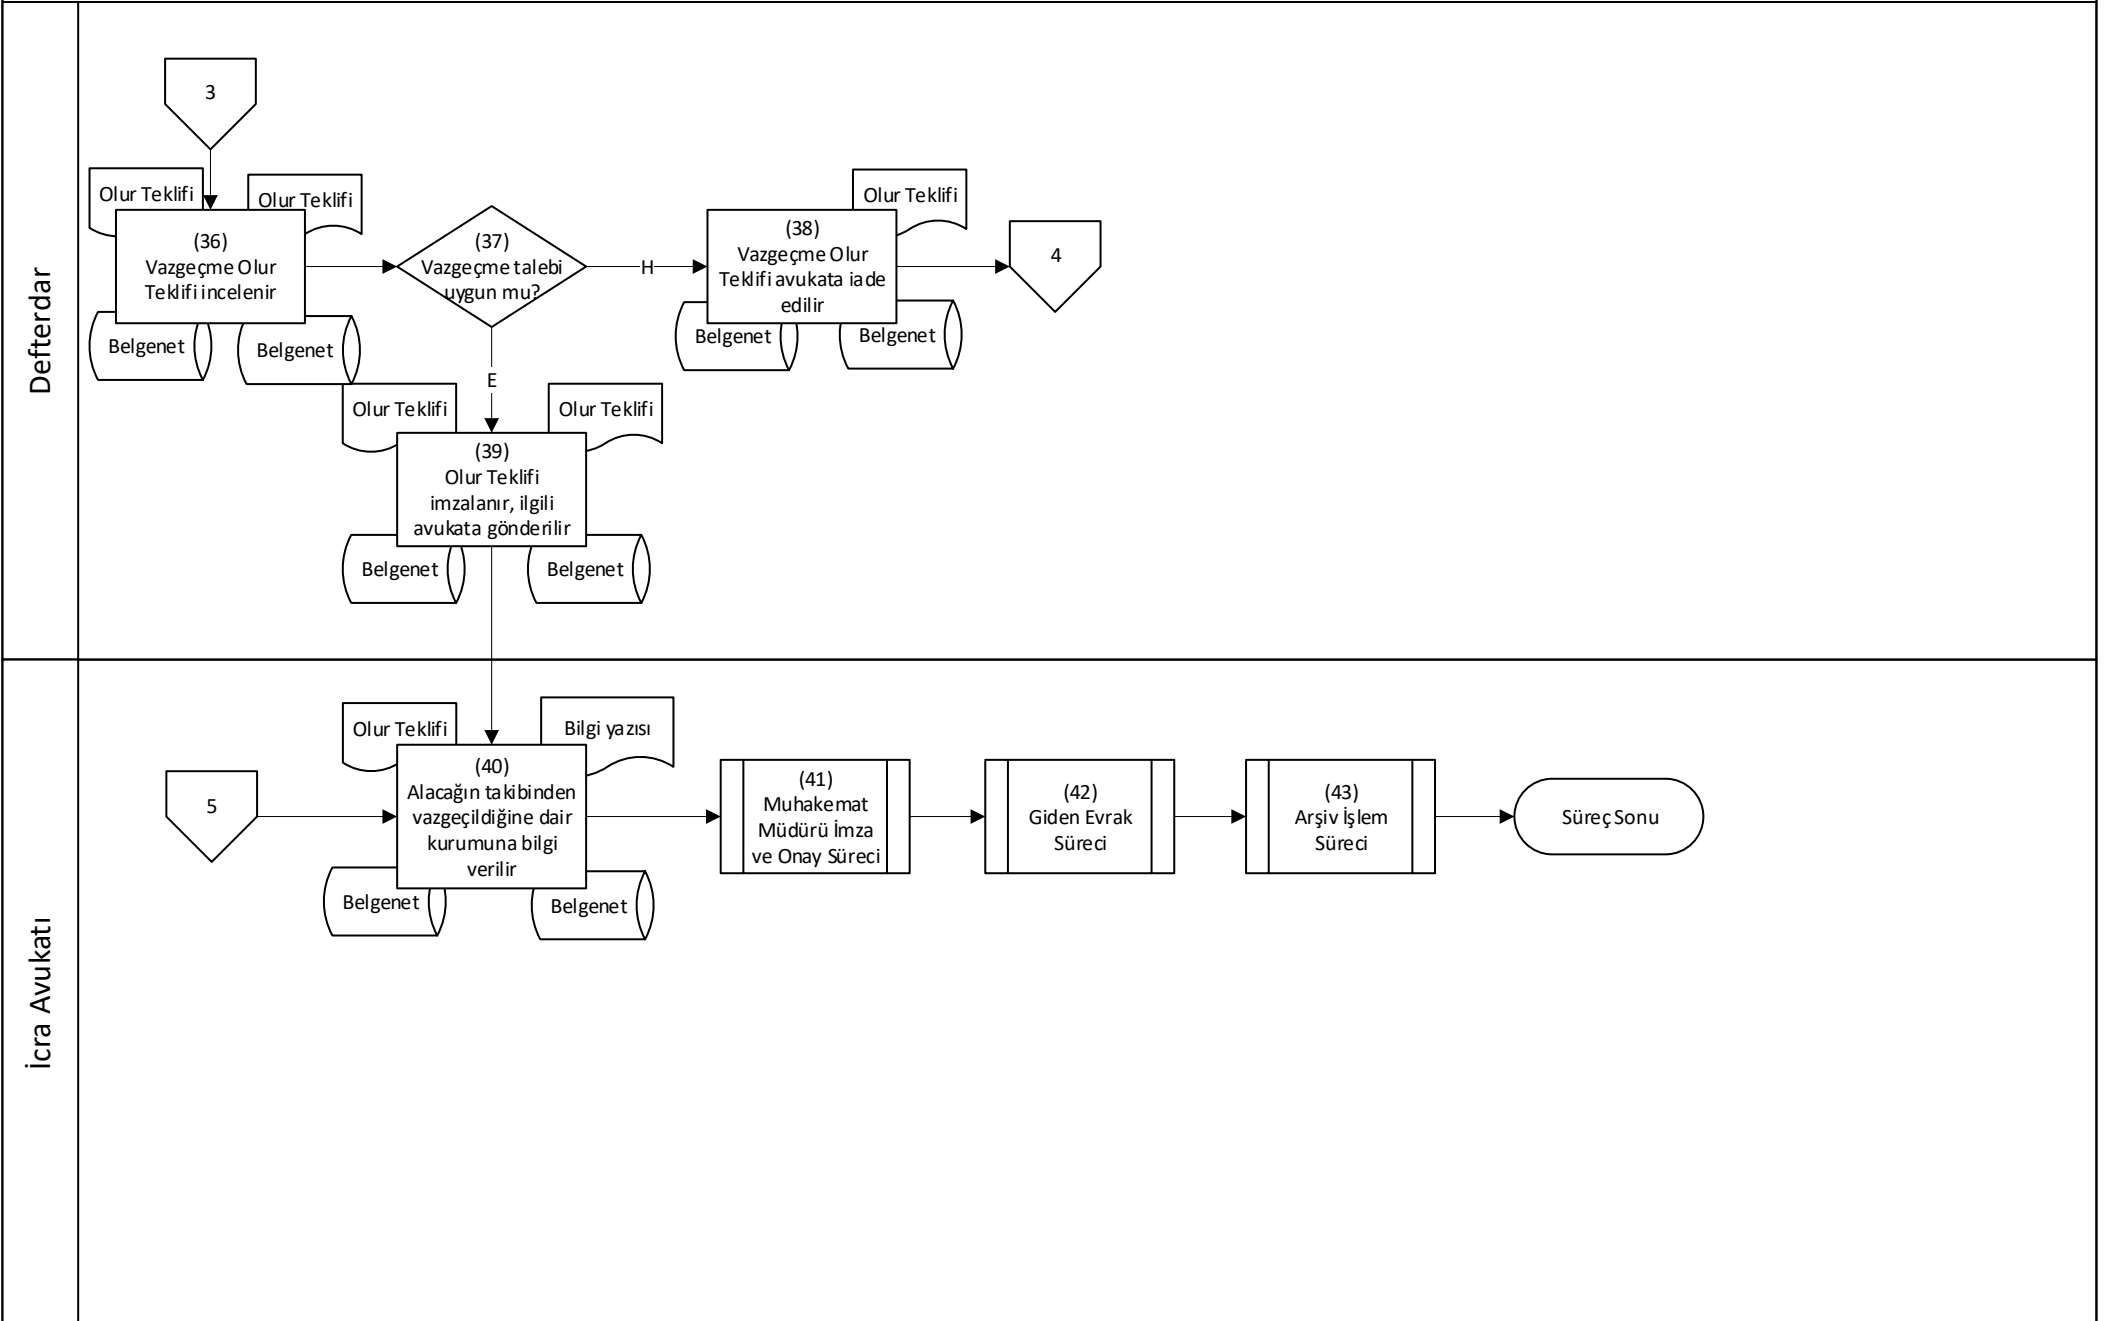 Defterdar
3
Olur Teklifi
Olur Teklifi
(36)
Vazgeçme Olur
Teklifi incelenir
Belgenet
Belgenet
(37)
Vazgeçme talebi
uygun mu?
H
E
Olur Teklifi
(38)
Vazgeçme Olur
Teklifi avukata iade
edilir
Belgenet
Belgenet
4
Olur Teklifi
Olur Teklifi
(39)
Olur Teklifi
imzalanır, ilgili
avukata gönderilir
Belgenet
Belgenet
İcra Avukatı
5
Olur Teklifi
Bilgi yazısı
(40)
Alacağın takibinden
vazgeçildiğine dair
kurumuna bilgi
verilir
Belgenet
Belgenet
(41)
Muhakemat
Müdürü İmza
ve Onay Süreci
(42)
Giden Evrak
Süreci
(43)
Arşiv İşlem
Süreci
Süreç Sonu